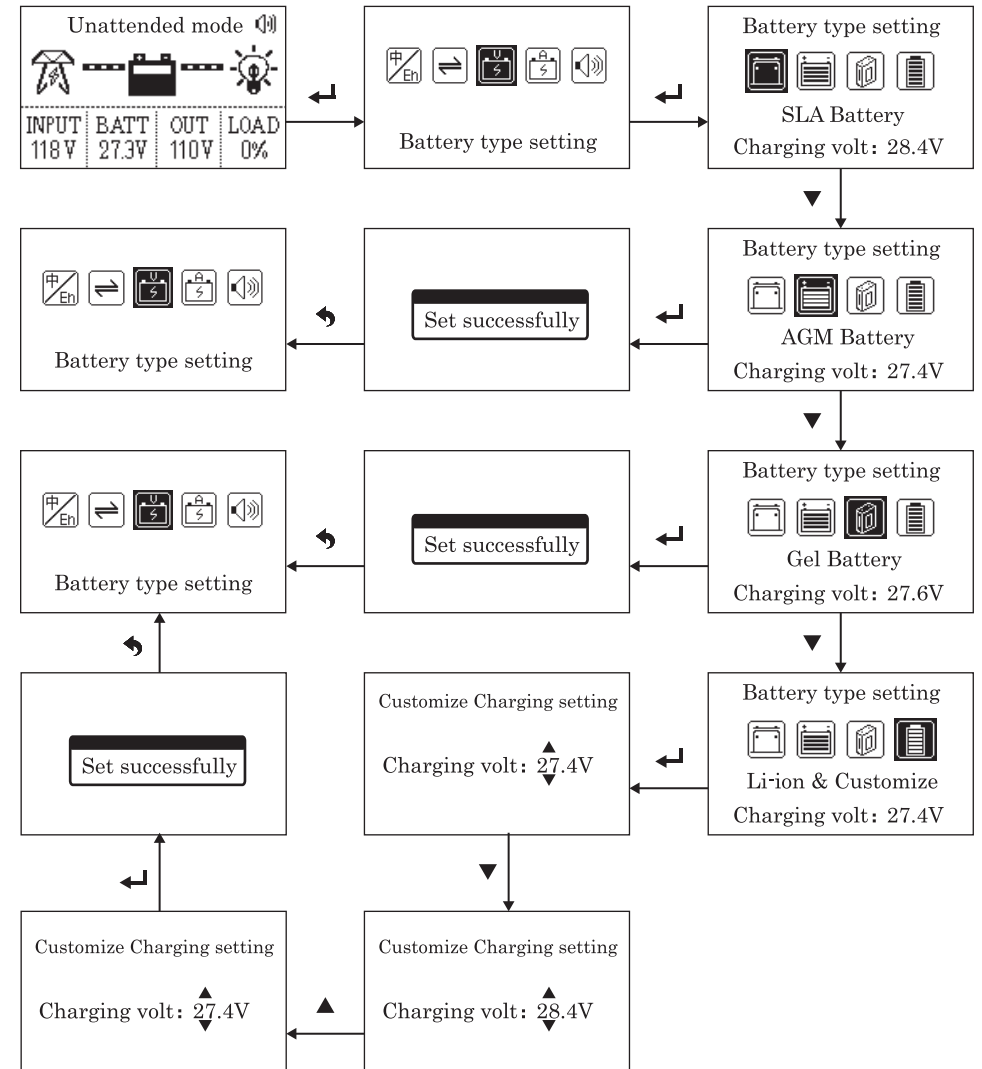 Unattended mode
INPUT BATT OUT LOAD
118V 27.3V 110V 0%
中/En
U
A
Battery type setting
Battery type setting
SLA Battery
Charging volt: 28.4V
中/En
U
A
Battery type setting
Set successfully
Battery type setting
AGM Battery
Charging volt: 27.4V
中/En
U
A
Battery type setting
Set successfully
Battery type setting
Gel Battery
Charging volt: 27.6V
Set successfully
Customize Charging setting
Charging volt: 27.4V
Battery type setting
Li-ion & Customize
Charging volt: 27.4V
Customize Charging setting
Charging volt: 27.4V
Customize Charging setting
Charging volt: 28.4V